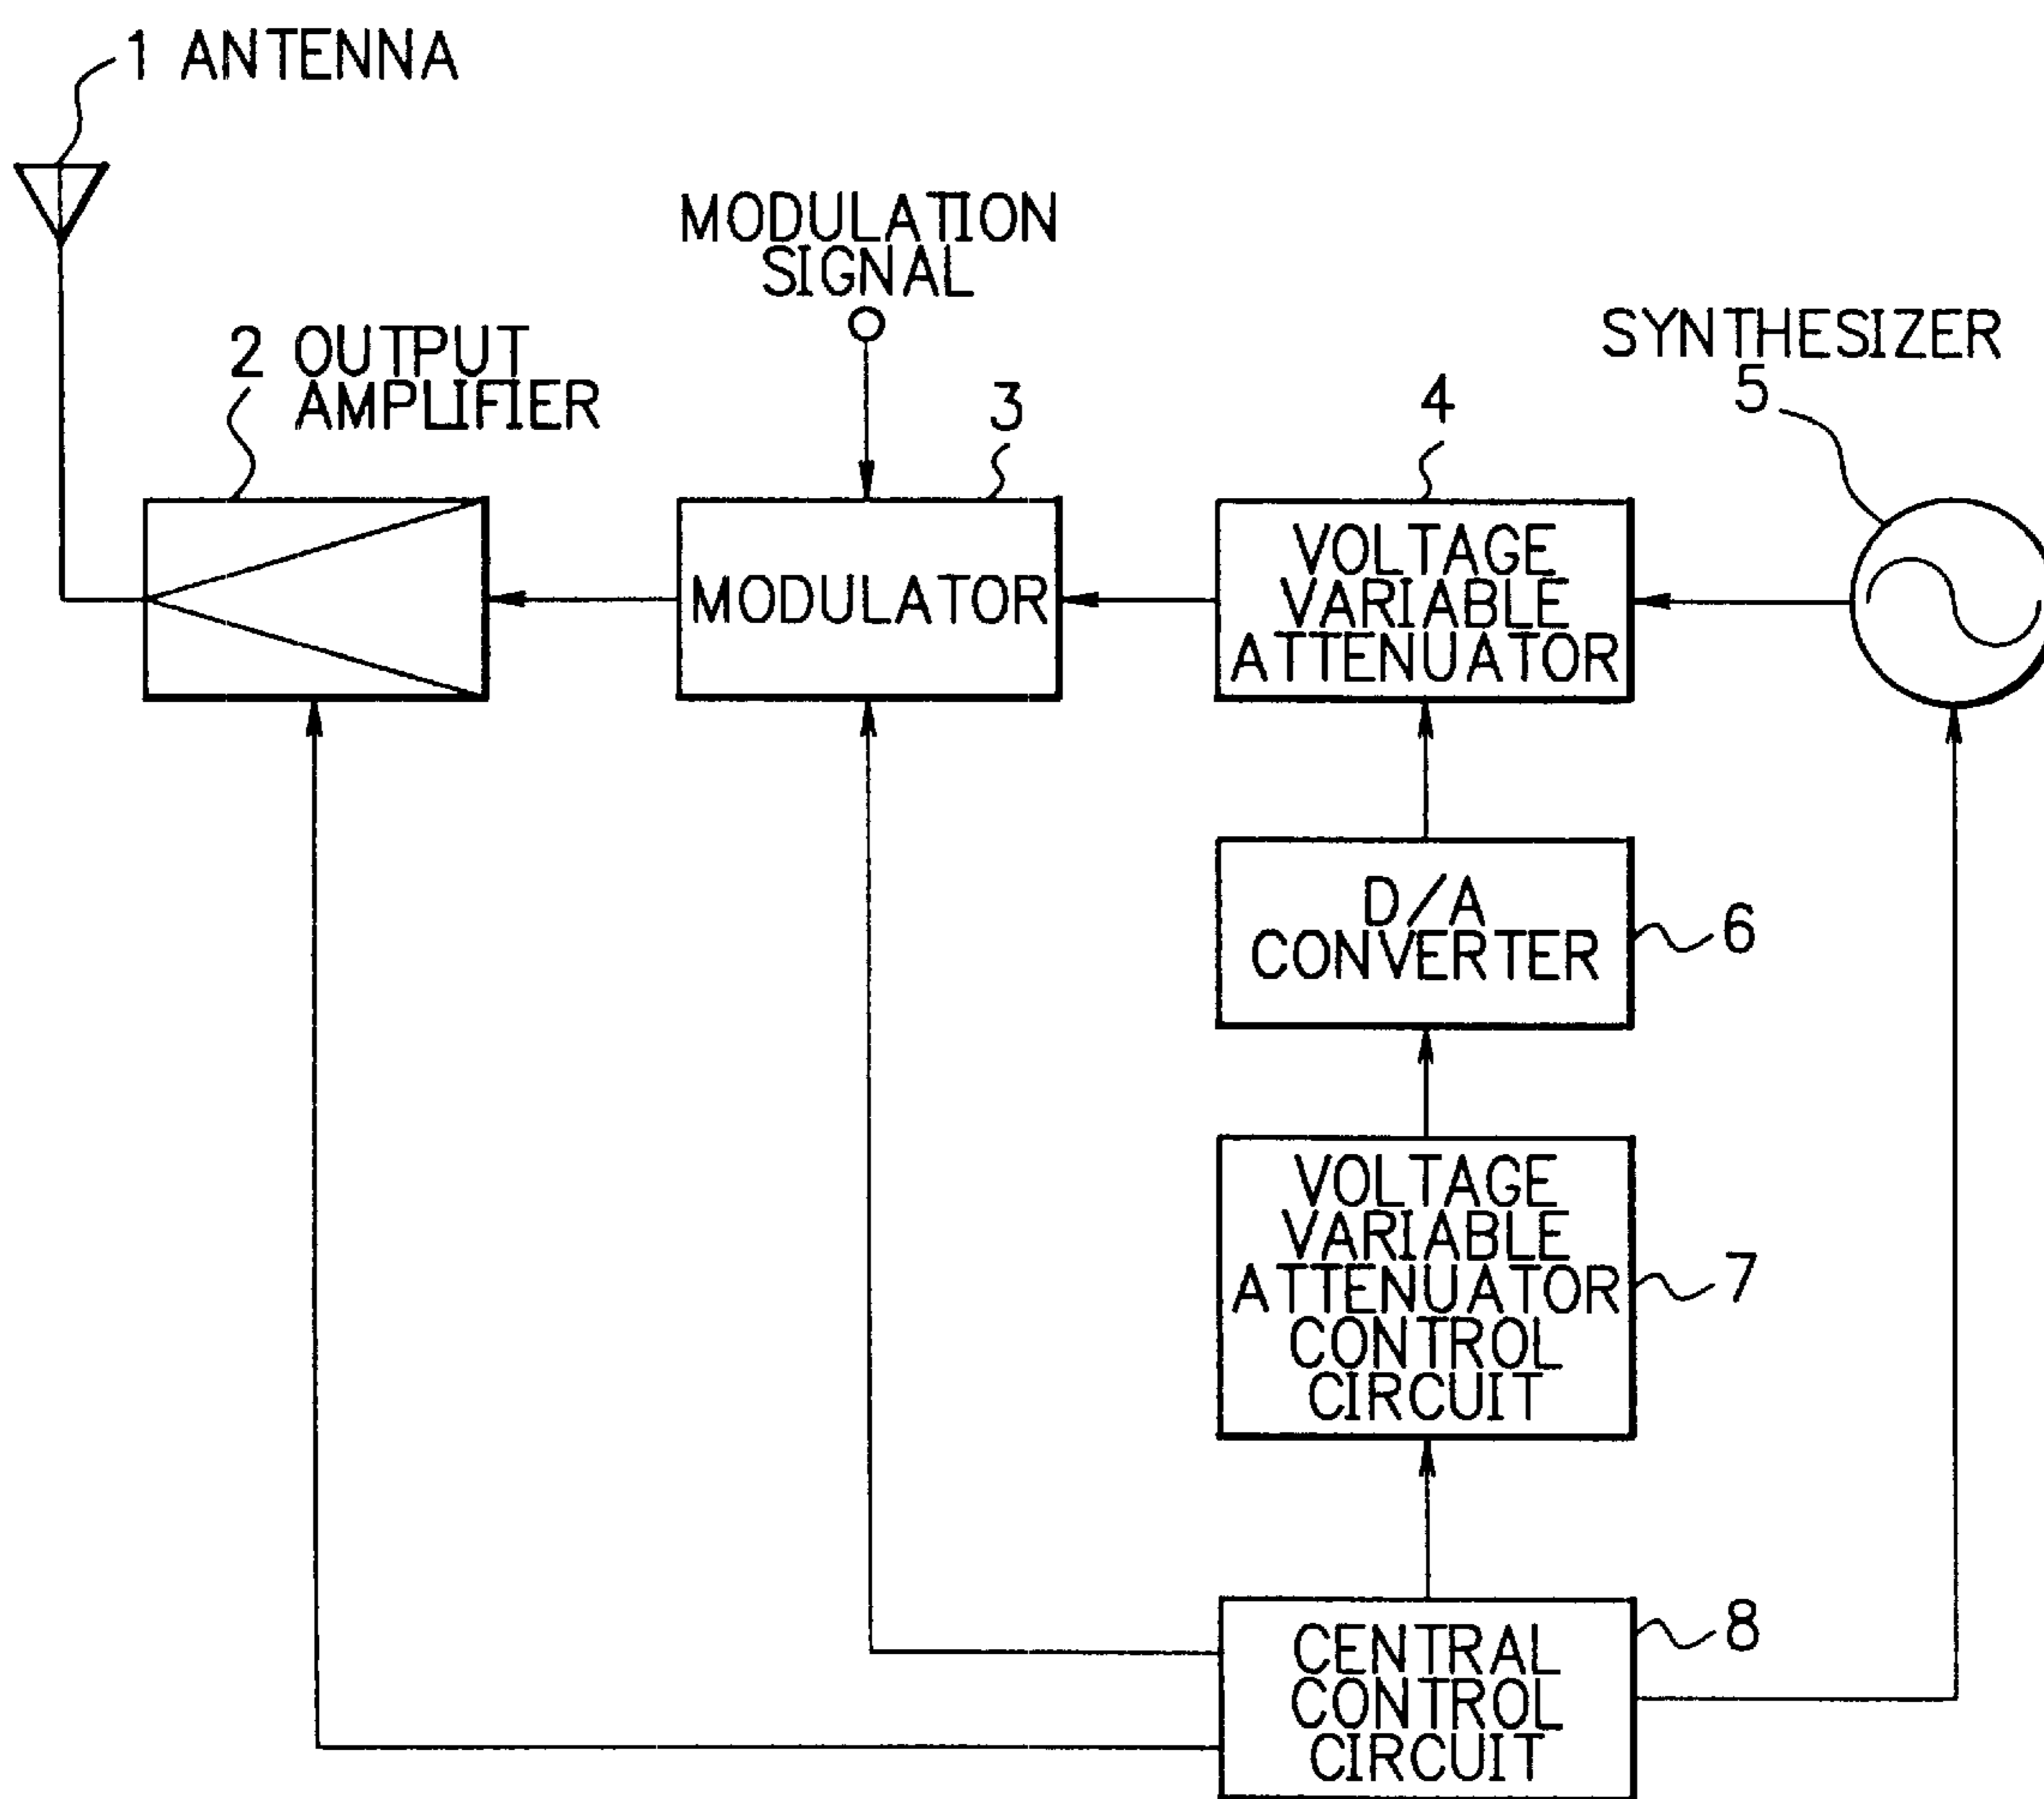 1 ANTENNA
MODULATION
SIGNAL
2 OUTPUT
AMPLIFIER
3
4
SYNTHESIZER
5
MODULATOR
VOLTAGE
VARIABLE
ATTENUATOR
D/A
CONVERTER
6
VOLTAGE
VARIABLE
ATTENUATOR
CONTROL
CIRCUIT
7
CENTRAL
CONTROL
CIRCUIT
8